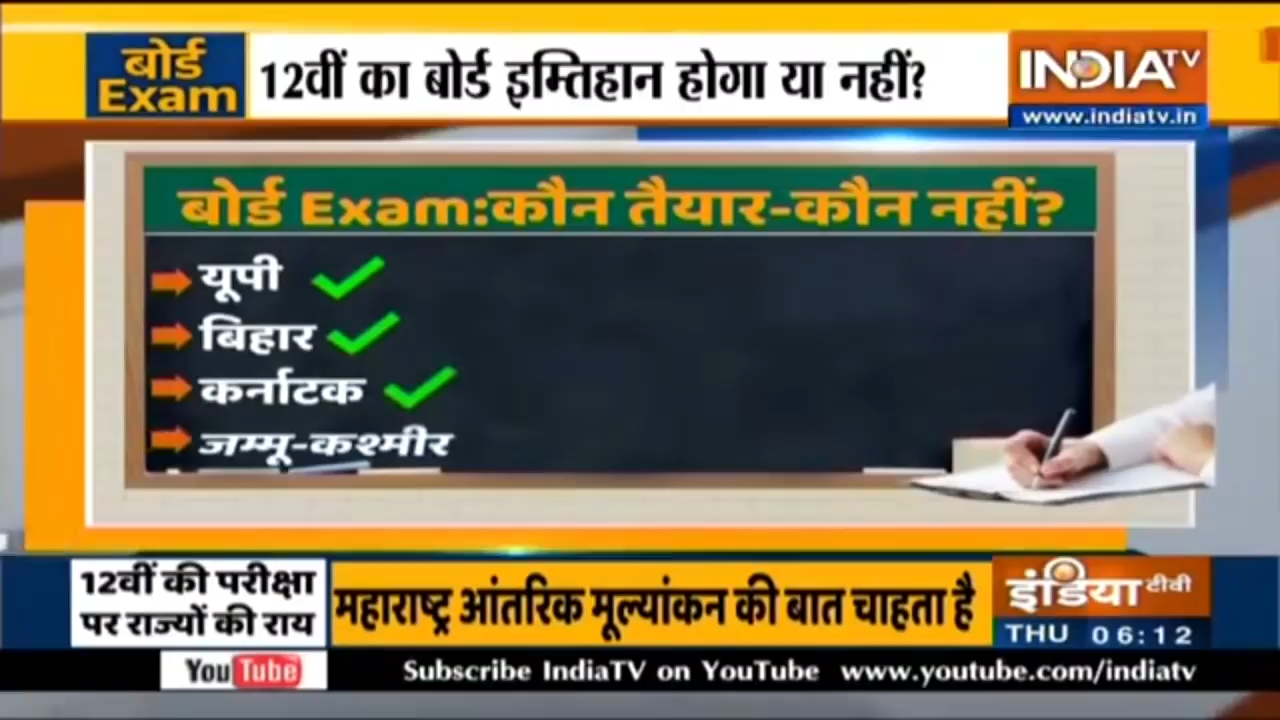 बोर्ड
Exam
12वीं का बोर्ड इम्तिहान होगा या नहीं?
INDIA TV
www.indiatv.in
बोर्ड Exam:कौन तैयार-कौन नहीं?
यूपी
बिहार
कर्नाटक
जम्मू-कश्मीर
12वीं की परीक्षा
पर राज्यों की राय
महाराष्ट्र आंतरिक मूल्यांकन की बात चाहता है
इंडिया टीवी
THU 06:12
YouTube
Subscribe IndiaTV on YouTube www.youtube.com/indiatv